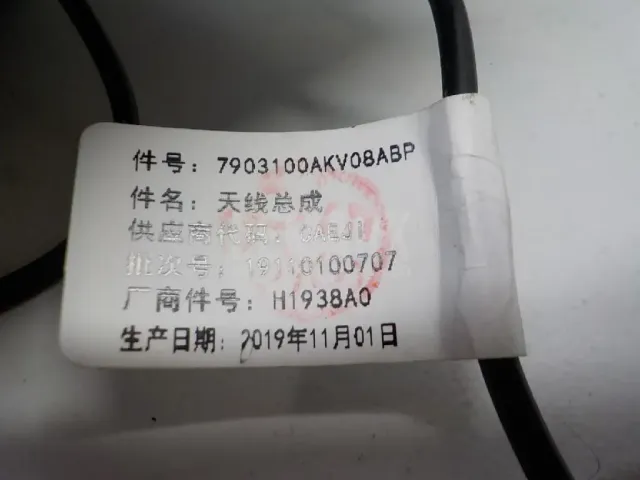 件号: 7903100AKV08ABP
件名: 天线总成
供应商代码:
批次号: 19110100707
厂商件号: H1938A0
生产日期: 2019年11月01日